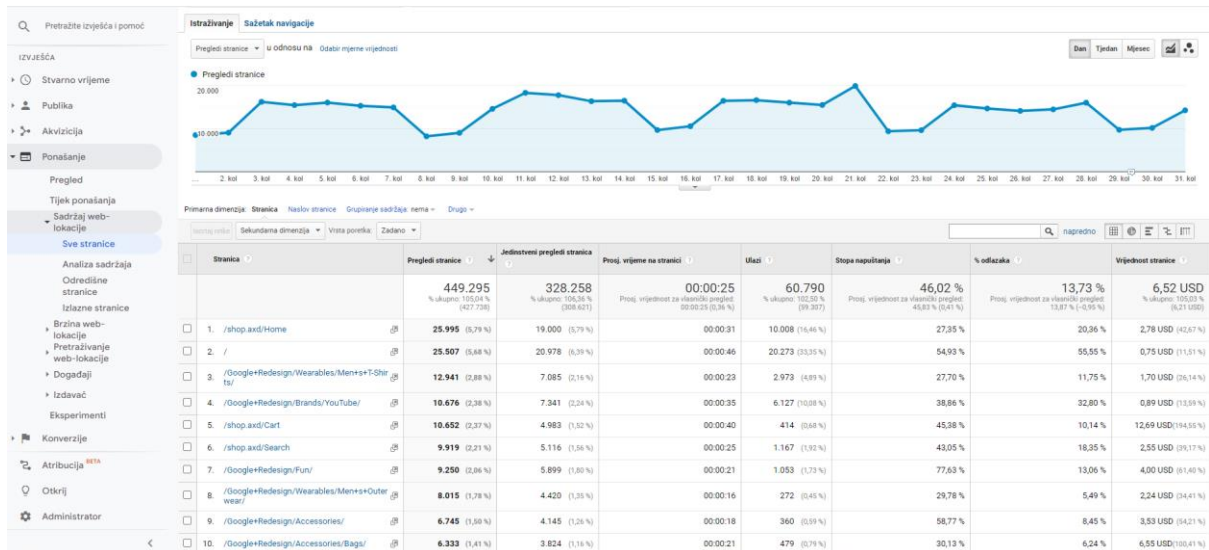 Pretražite izvješća i pomoć
IZVJEŠĆA
Stvarno vrijeme
Publika
Akvizicija
Ponašanje
Pregled
Tijek ponašanja
Sadržaj web-
lokacije
Sve stranice
Analiza sadržaja
Odredišne
stranice
Izlazne stranice
Brzina web-
lokacije
Pretraživanje
web-lokacije
Događaji
Izdavač
Eksperimenti
Konverzije
Atribucija BETA
Otkrij
Administrator
Istraživanje Sažetak navigacije
Pregledi stranice u odnosu na Odabir mjerne vrijednosti
Dan Tjedan Mjesec
Pregledi stranice
20.000
10.000
... 2. kol 3. kol 4. kol 5. kol 6. kol 7. kol 8. kol 9. kol 10. kol 11. kol 12. kol 13. kol 14. kol 15. kol 16. kol 17. kol 18. kol 19. kol 20. kol 21. kol 22. kol 23. kol 24. kol 25. kol 26. kol 27. kol 28. kol 29. kol 30. kol 31. kol
Primarna dimenzija: Stranica Naslov stranice Grupiranje sadržaja: nema Drugo
Sekundarna dimenzija Vrsta poretka: Zadano
napredno
Stranica Pregledi stranice Jedinstveni pregledi stranica Prosj. vrijeme na stranici Ulazi Stopa napuštanja % odlazaka Vrijednost stranice
449.295 328.258 00:00:25 60.790 46,02 % 13,73 % 6,52 USD
% ukupno: 105,04 % % ukupno: 106,36 % Prosj. vrijednost za vlasnički pregled: % ukupno: 102,50 % Prosj. vrijednost za vlasnički pregled: Prosj. vrijednost za vlasnički pregled: % ukupno: 105,03 %
(427.738) (308.621) 00:00:25 (0,36 %) (59.307) 45,83 % (0,41 %) 13,87 % (-0,95 %) (6,21 USD)
1. /shop.axd/Home 25.995 (5,79 %) 19.000 (5,79 %) 00:00:31 10.008 (16,46 %) 27,35 % 20,36 % 2,78 USD (42,67 %)
2. / 25.507 (5,68 %) 20.978 (6,39 %) 00:00:46 20.273 (33,35 %) 54,93 % 55,55 % 0,75 USD (11,51 %)
3. /Google+Redesign/Wearables/Men+s+T-Shir
ts/ 12.941 (2,88 %) 7.085 (2,16 %) 00:00:23 2.973 (4,89 %) 27,70 % 11,75 % 1,70 USD (26,14 %)
4. /Google+Redesign/Brands/YouTube/ 10.676 (2,38 %) 7.341 (2,24 %) 00:00:35 6.127 (10,08 %) 38,86 % 32,80 % 0,89 USD (13,59 %)
5. /shop.axd/Cart 10.652 (2,37 %) 4.983 (1,52 %) 00:00:40 414 (0,68 %) 45,38 % 10,14 % 12,69 USD(194,55 %)
6. /shop.axd/Search 9.919 (2,21 %) 5.116 (1,56 %) 00:00:25 1.167 (1,92 %) 43,05 % 18,35 % 2,55 USD (39,17 %)
7. /Google+Redesign/Fun/ 9.250 (2,06 %) 5.899 (1,80 %) 00:00:21 1.053 (1,73 %) 77,63 % 13,06 % 4,00 USD (61,40 %)
8. /Google+Redesign/Wearables/Men+s+Outer
wear/ 8.015 (1,78 %) 4.420 (1,35 %) 00:00:16 272 (0,45 %) 29,78 % 5,49 % 2,24 USD (34,41 %)
9. /Google+Redesign/Accessories/ 6.745 (1,50 %) 4.145 (1,26 %) 00:00:18 360 (0,59 %) 58,77 % 8,45 % 3,53 USD (54,21 %)
10. /Google+Redesign/Accessories/Bags/ 6.333 (1,41 %) 3.824 (1,16 %) 00:00:21 479 (0,79 %) 30,13 % 6,24 % 6,55 USD(100,41 %)